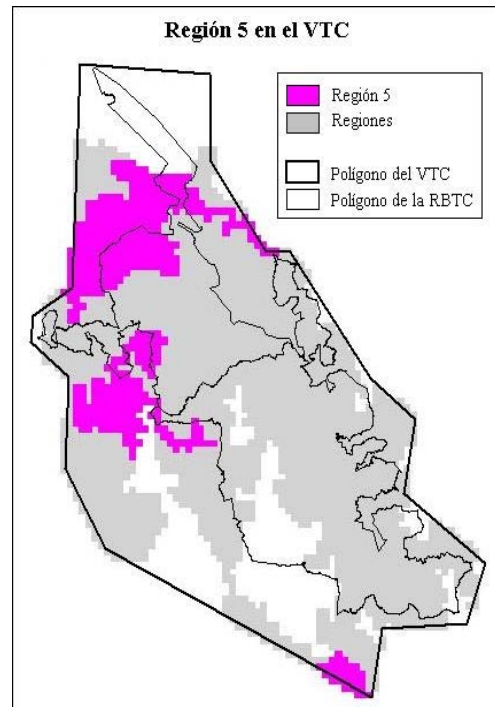 Región 5 en el VTC
Región 5
Regiones
Polígono del VTC
Polígono de la RBTC